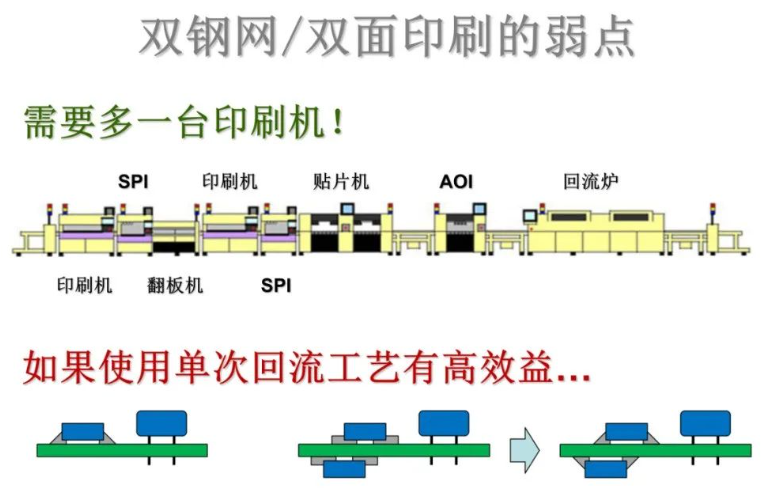 双钢网/双面印刷的弱点
需要多一台印刷机!
SPI 印刷机 贴片机 AOI 回流炉
印刷机 翻板机 SPI
如果使用单次回流工艺有高效益...